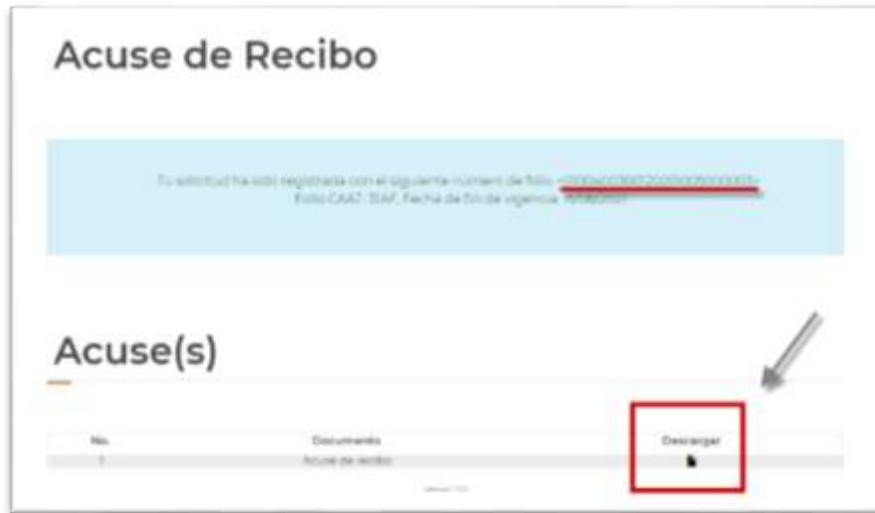 Acuse de Recibo
Tu solicitud ha sido registrada con el siguiente número de folio
Folio CAAT: Fecha de fin de vigencia
Acuse(s)
No. Documento Descargar
1 Acuse de recibo